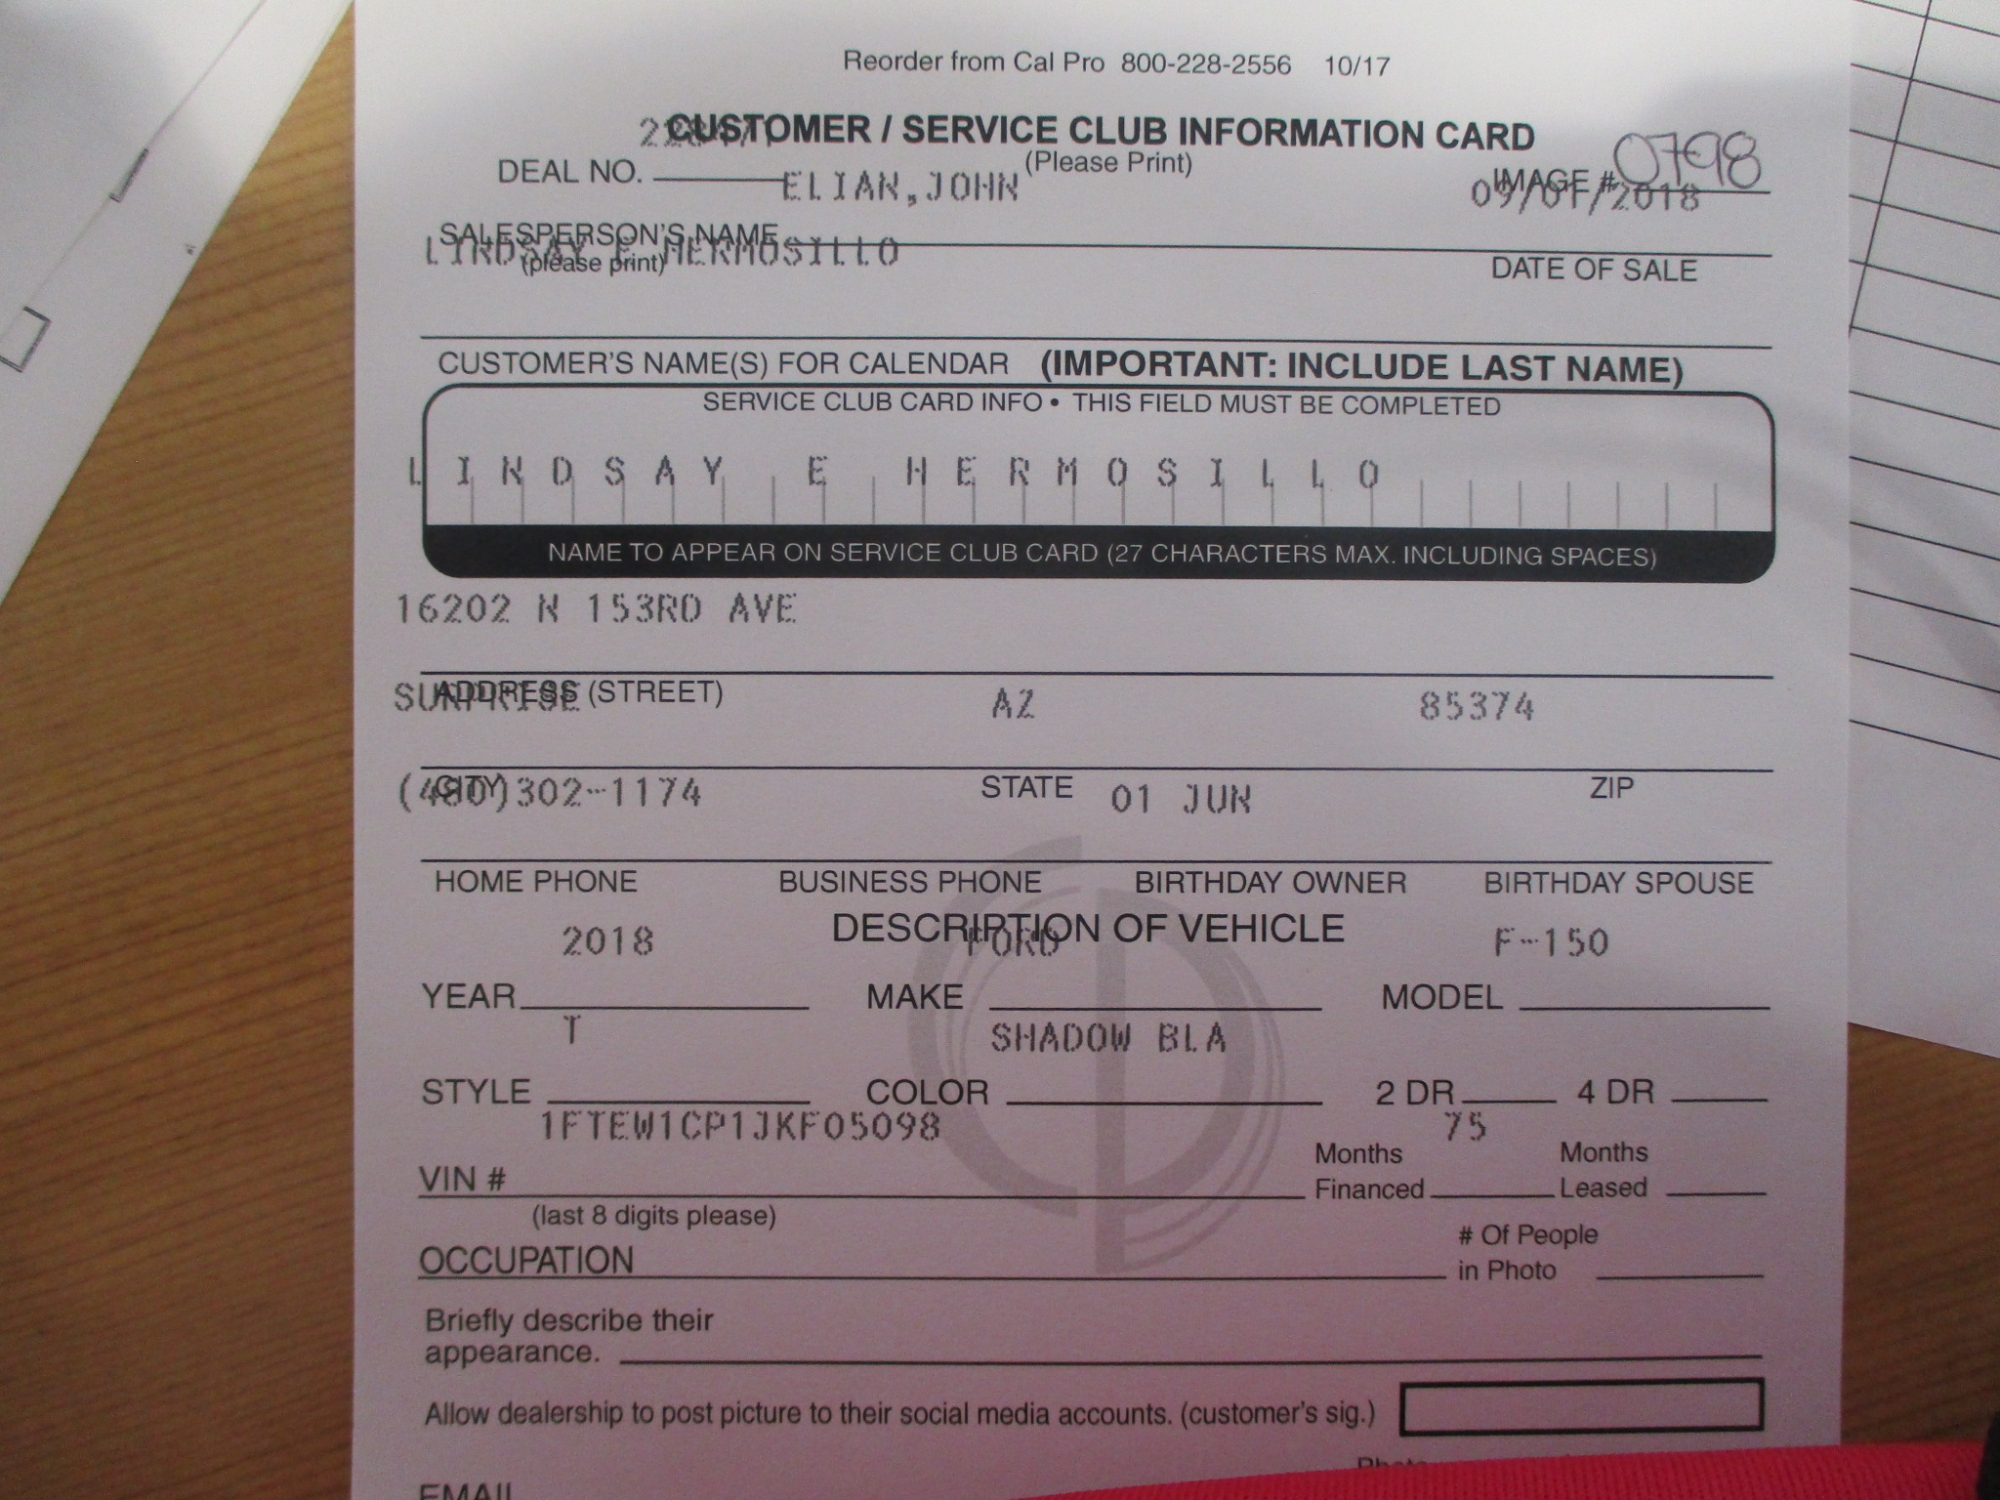 Reorder from Cal Pro 800-228-2556 10/17
CUSTOMER / SERVICE CLUB INFORMATION CARD
(Please Print)
0798
DEAL NO. ELIAN,JOHN IMAGE #
09/01/2018
SALESPERSON'S NAME
LINDSAY E HERMOSILLO
(please print) DATE OF SALE
CUSTOMER'S NAME(S) FOR CALENDAR (IMPORTANT: INCLUDE LAST NAME)
SERVICE CLUB CARD INFO • THIS FIELD MUST BE COMPLETED
LINDSAY E HERMOSILLO
NAME TO APPEAR ON SERVICE CLUB CARD (27 CHARACTERS MAX. INCLUDING SPACES)
16202 N 153RD AVE
ADDRESS (STREET)
SURPRISE AZ 85374
CITY STATE ZIP
(480)302-1174 01 JUN
HOME PHONE BUSINESS PHONE BIRTHDAY OWNER BIRTHDAY SPOUSE
DESCRIPTION OF VEHICLE
2018 FORD F-150
YEAR MAKE MODEL
T SHADOW BLA
STYLE COLOR 2 DR 4 DR
1FTEW1CP1JKF05098 75
VIN # Months Financed Months Leased
(last 8 digits please)
OCCUPATION # Of People in Photo
Briefly describe their
appearance.
Allow dealership to post picture to their social media accounts. (customer's sig.)
EMAIL